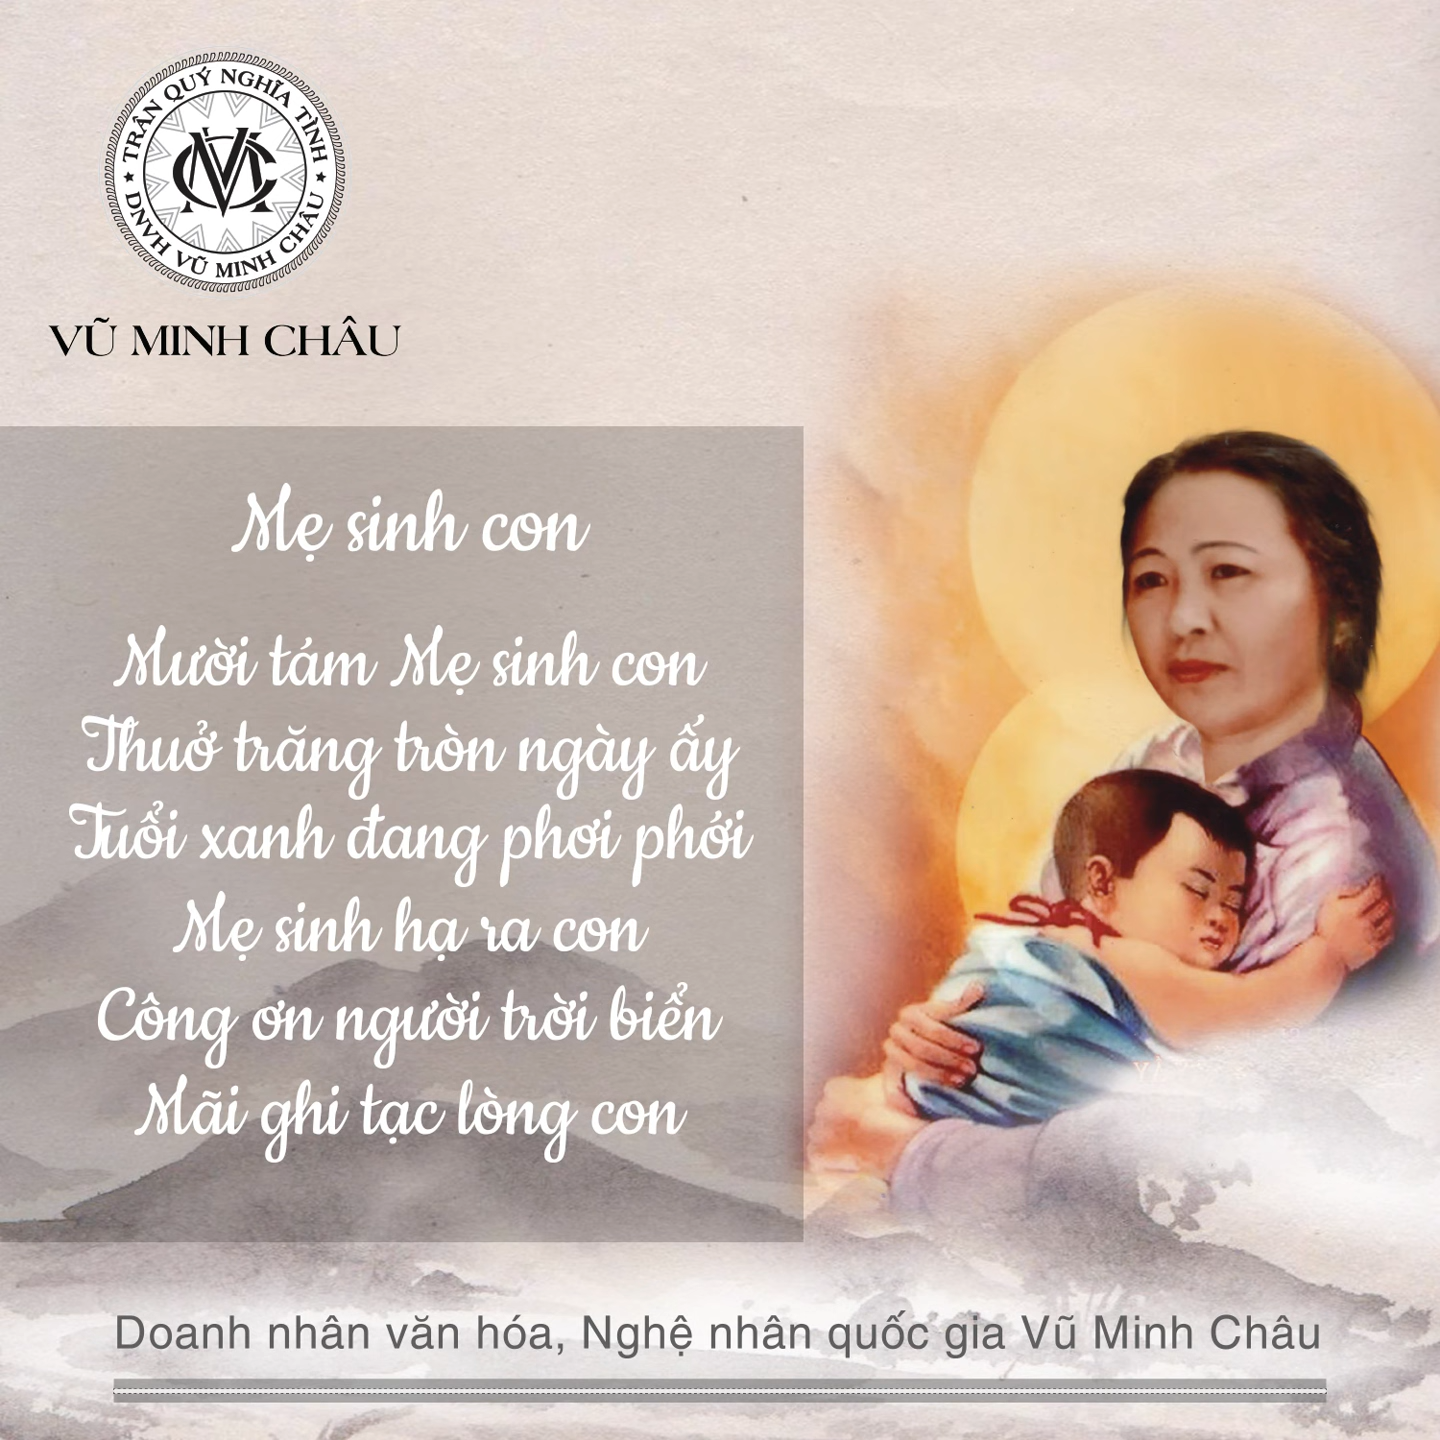 TRÂN QUÝ NGHĨA TÌNH
DNVH VŨ MINH CHÂU
VMC
VŨ MINH CHÂU
Mẹ sinh con
Mười tám Mẹ sinh con
Thuở trăng tròn ngày ấy
Tuổi xanh đang phơi phới
Mẹ sinh hạ ra con
Công ơn người trời biển
Mãi ghi tạc lòng con
Doanh nhân văn hóa, Nghệ nhân quốc gia Vũ Minh Châu